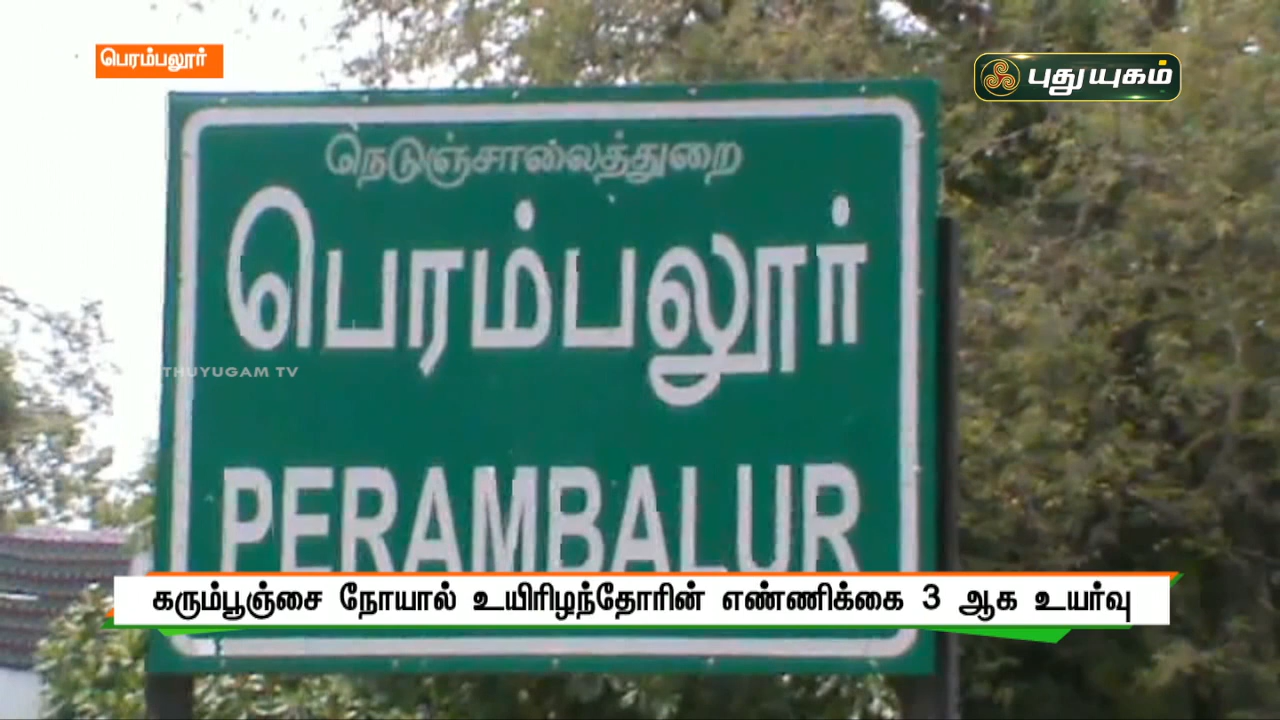 பெரம்பலூர்
புதுயுகம்
நெடுஞ்சாலைத்துறை
பெரம்பலூர்
THUYUGAM TV
PERAMBALUR
கரும்பூஞ்சை நோயால் உயிரிழந்தோரின் எண்ணிக்கை 3 ஆக உயர்வு